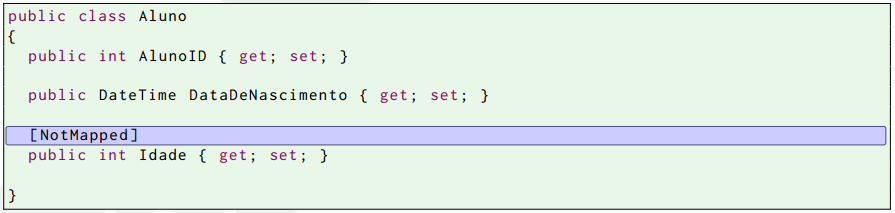 public class Aluno
{
public int AlunoID { get; set; }
public DateTime DataDeNascimento { get; set; }
[NotMapped]
public int Idade { get; set; }
}